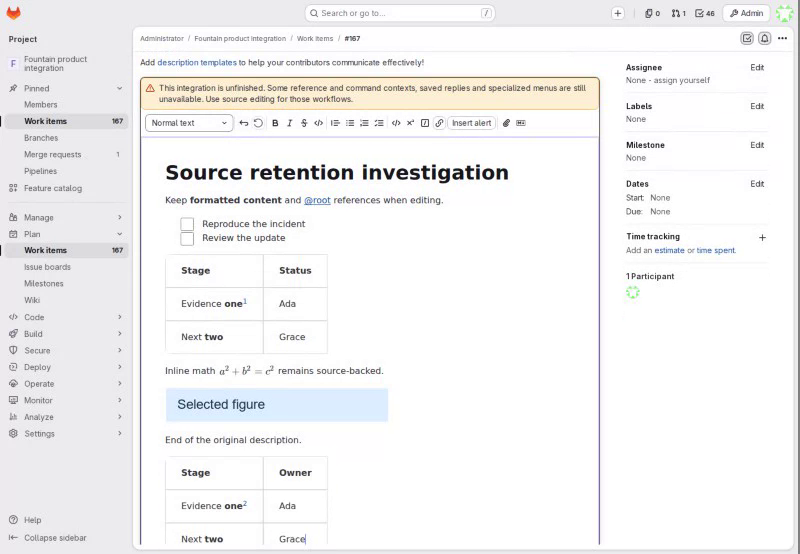 Search or go to...
/
0
1
46
Admin
Project
F
Fountain product integration
Pinned
Members
Work items 167
Branches
Merge requests 1
Pipelines
Feature catalog
Manage
Plan
Work items 167
Issue boards
Milestones
Wiki
Code
Build
Secure
Deploy
Operate
Monitor
Analyze
Settings
Help
Collapse sidebar
Administrator / Fountain product integration / Work items / #167
Add description templates to help your contributors communicate effectively!
This integration is unfinished. Some reference and command contexts, saved replies and specialized menus are still
unavailable. Use source editing for those workflows.
Normal text
B I S Insert alert
Source retention investigation
Keep formatted content and @root references when editing.
Reproduce the incident
Review the update
Stage Status
Evidence one¹ Ada
Next two Grace
Inline math a² + b² = c² remains source-backed.
Selected figure
End of the original description.
Stage Owner
Evidence one² Ada
Next two Grace
Assignee Edit
None - assign yourself
Labels Edit
None
Milestone Edit
None
Dates Edit
Start: None
Due: None
Time tracking
Add an estimate or time spent.
1 Participant